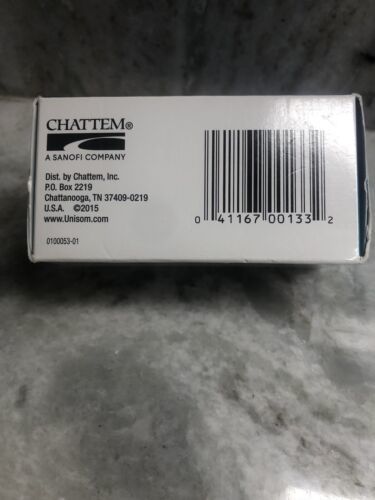 CHATTEM®
A SANOFI COMPANY
Dist. by Chattem, Inc.
P.O. Box 2219
Chattanooga, TN 37409-0219
U.S.A. ©2015
www.Unisom.com
0100053-01
0 41167 00133 2